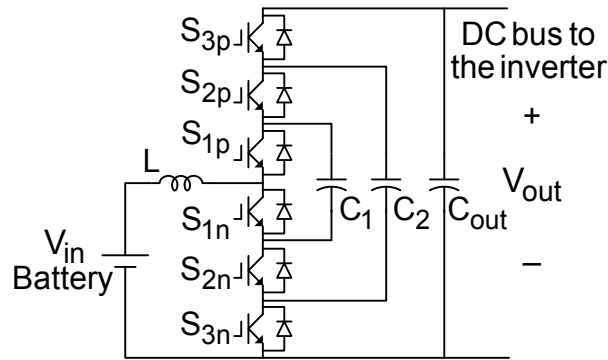 S3p
DC bus to
the inverter
S2p
+
S1p
L
Vout
C1
C2
Cout
S1n
Vin
Battery
–
S2n
S3n